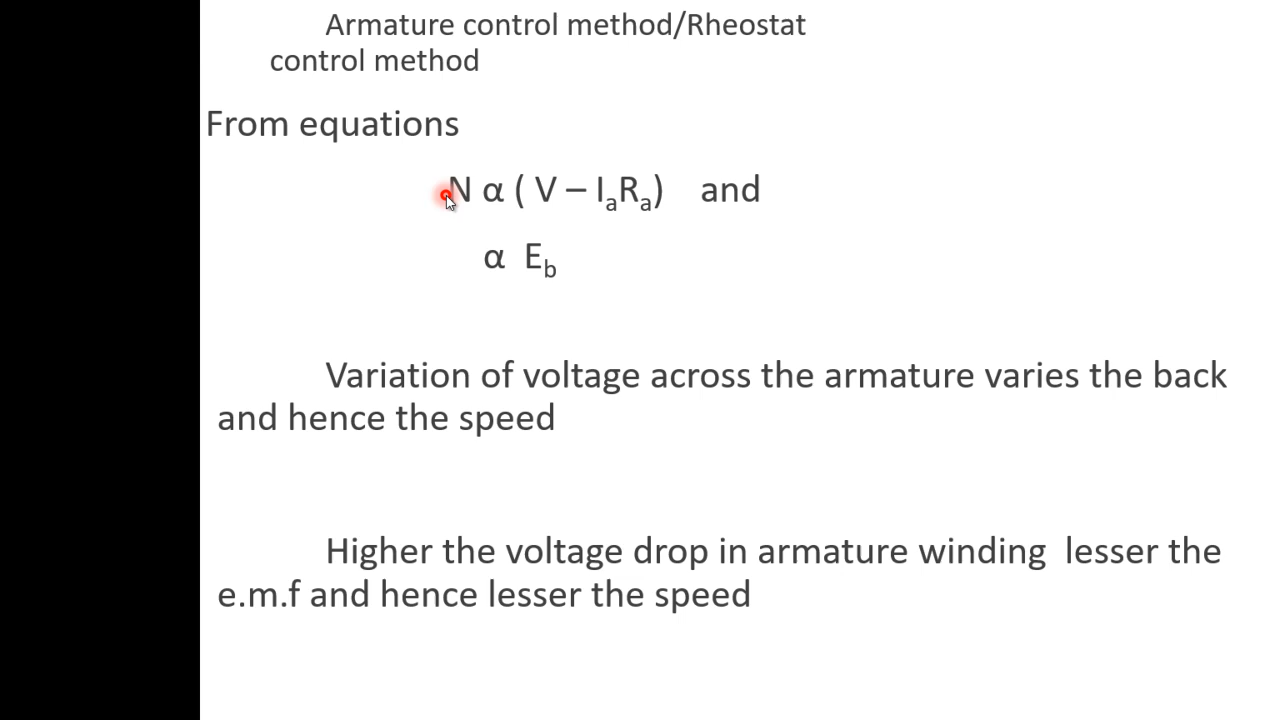 Armature control method/Rheostat
control method
From equations
N α ( V – IₐRₐ) and
α E_b
Variation of voltage across the armature varies the back
and hence the speed
Higher the voltage drop in armature winding lesser the
e.m.f and hence lesser the speed